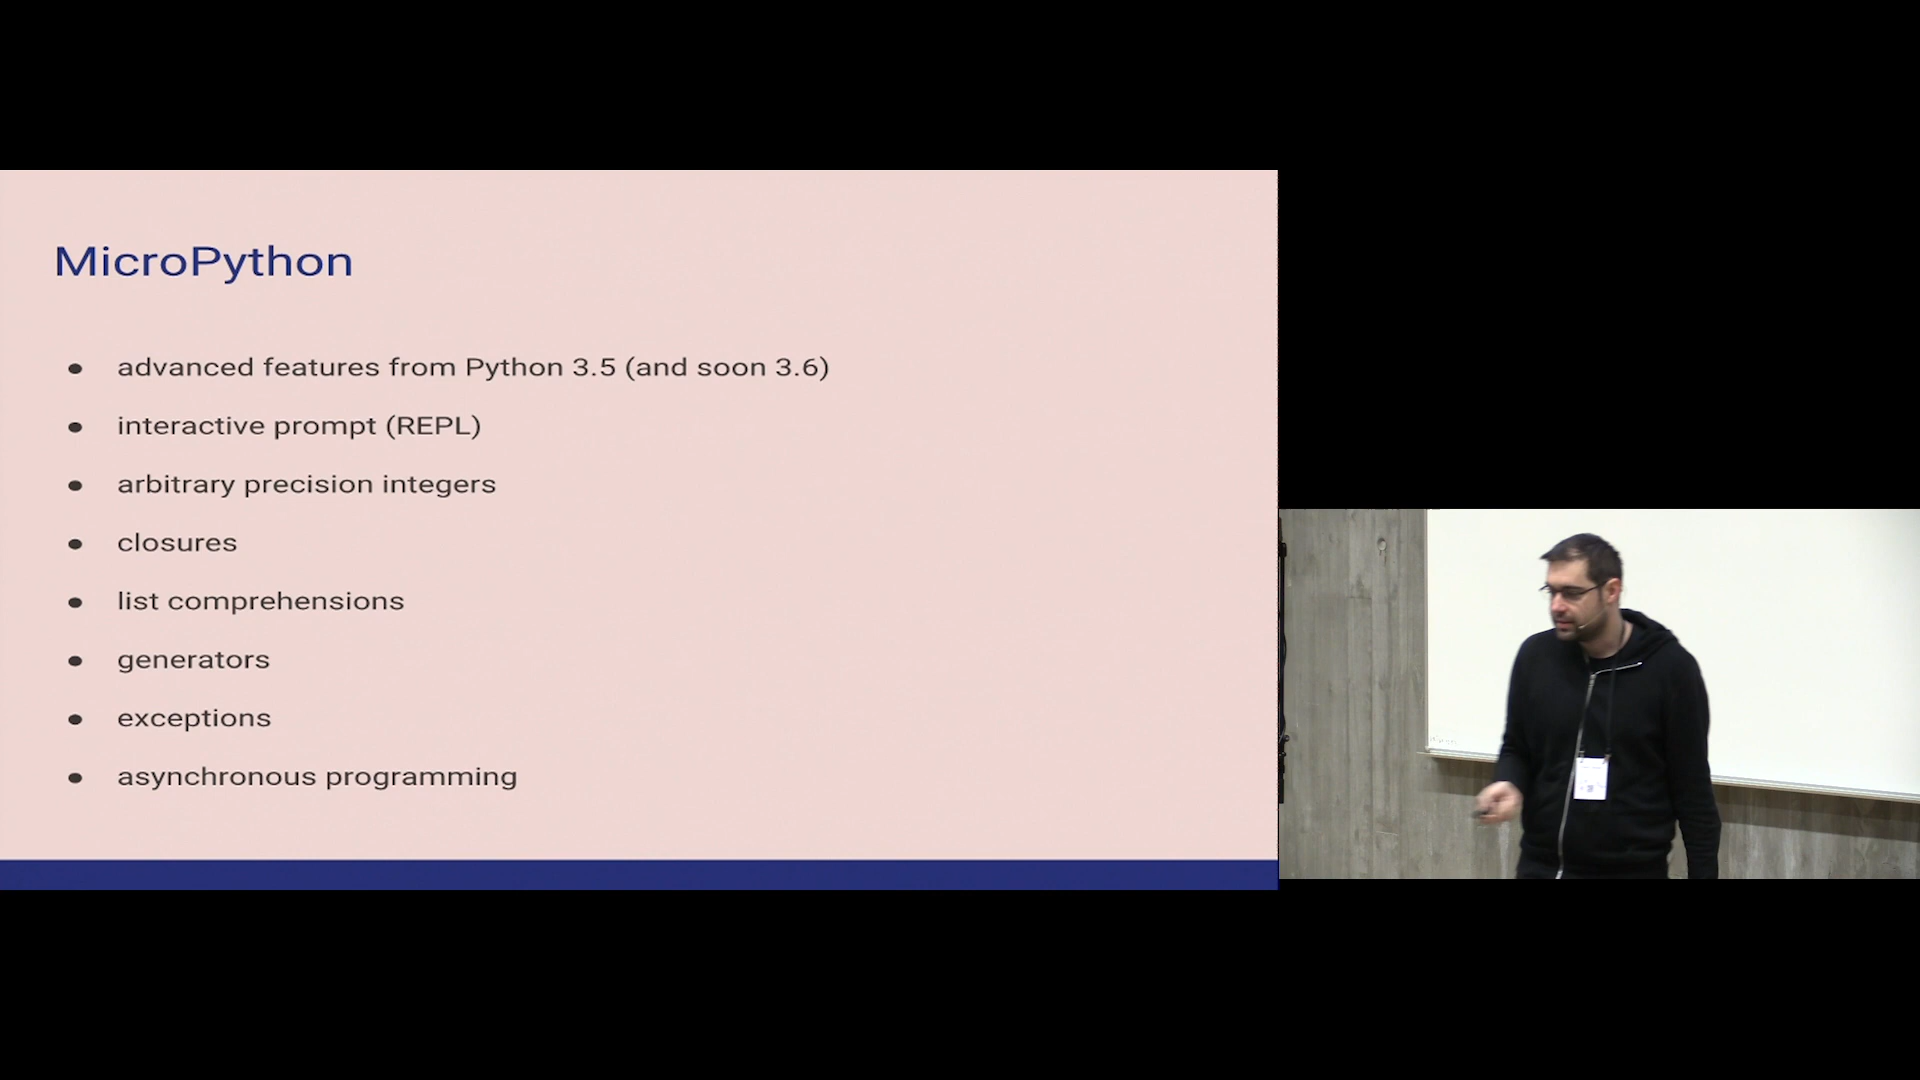 MicroPython
advanced features from Python 3.5 (and soon 3.6)
interactive prompt (REPL)
arbitrary precision integers
closures
list comprehensions
generators
exceptions
asynchronous programming